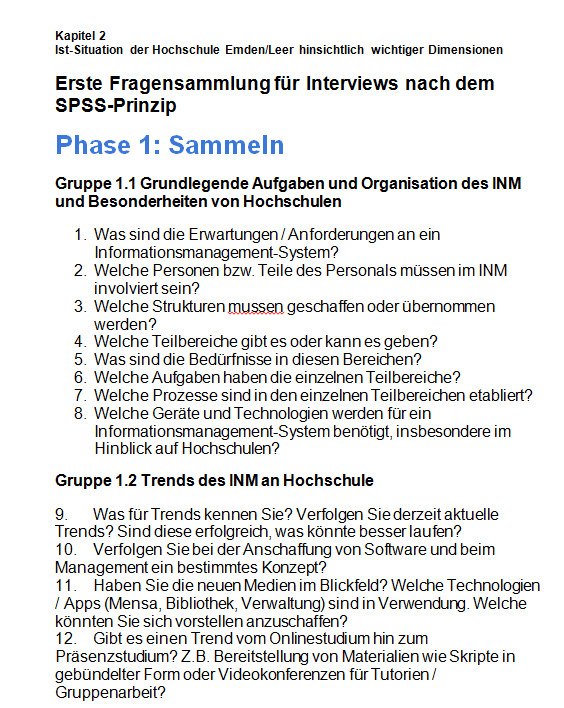 Kapitel 2
Ist-Situation der Hochschule Emden/Leer hinsichtlich wichtiger Dimensionen
Erste Fragensammlung für Interviews nach dem
SPSS-Prinzip
Phase 1: Sammeln
Gruppe 1.1 Grundlegende Aufgaben und Organisation des INM
und Besonderheiten von Hochschulen
1. Was sind die Erwartungen / Anforderungen an ein
Informationsmanagement-System?
2. Welche Personen bzw. Teile des Personals müssen im INM
involviert sein?
3. Welche Strukturen mussen geschaffen oder übernommen
werden?
4. Welche Teilbereiche gibt es oder kann es geben?
5. Was sind die Bedürfnisse in diesen Bereichen?
6. Welche Aufgaben haben die einzelnen Teilbereiche?
7. Welche Prozesse sind in den einzelnen Teilbereichen etabliert?
8. Welche Geräte und Technologien werden für ein
Informationsmanagement-System benötigt, insbesondere im
Hinblick auf Hochschulen?
Gruppe 1.2 Trends des INM an Hochschule
9. Was für Trends kennen Sie? Verfolgen Sie derzeit aktuelle
Trends? Sind diese erfolgreich, was könnte besser laufen?
10. Verfolgen Sie bei der Anschaffung von Software und beim
Management ein bestimmtes Konzept?
11. Haben Sie die neuen Medien im Blickfeld? Welche Technologien
/ Apps (Mensa, Bibliothek, Verwaltung) sind in Verwendung. Welche
könnten Sie sich vorstellen anzuschaffen?
12. Gibt es einen Trend vom Onlinestudium hin zum
Präsenzstudium? Z.B. Bereitstellung von Materialien wie Skripte in
gebündelter Form oder Videokonferenzen für Tutorien /
Gruppenarbeit?